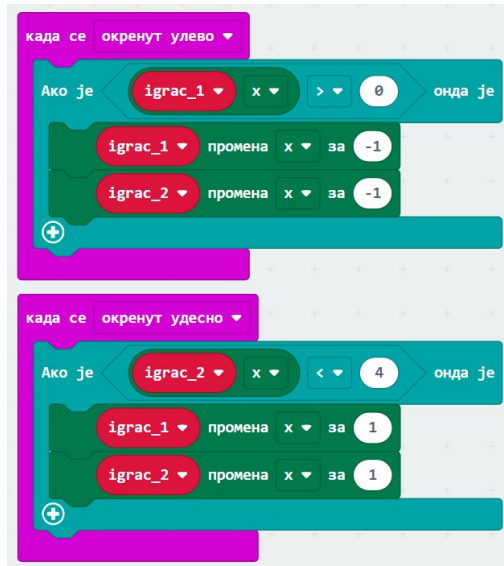 када се окренут улево
Ако је igrac_1 x > 0 онда је
igrac_1 промена x за -1
igrac_2 промена x за -1
када се окренут удесно
Ако је igrac_2 x < 4 онда је
igrac_1 промена x за 1
igrac_2 промена x за 1